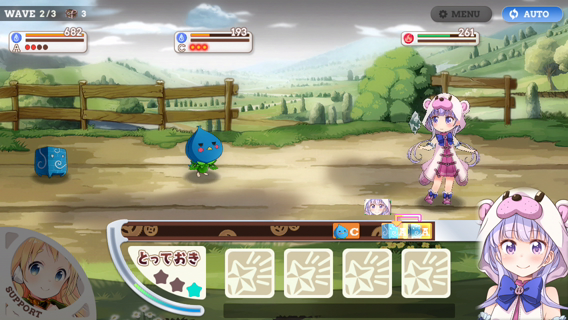 WAVE 2/3
3
MENU
AUTO
682
A
193
C
261
C
A
とっておき
SUPPORT